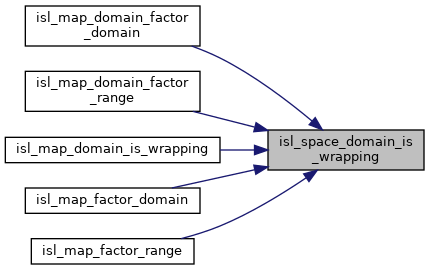 isl_map_domain_factor
_domain
isl_map_domain_factor
_range
isl_map_domain_is_wrapping
isl_map_factor_domain
isl_map_factor_range
isl_space_domain_is
_wrapping